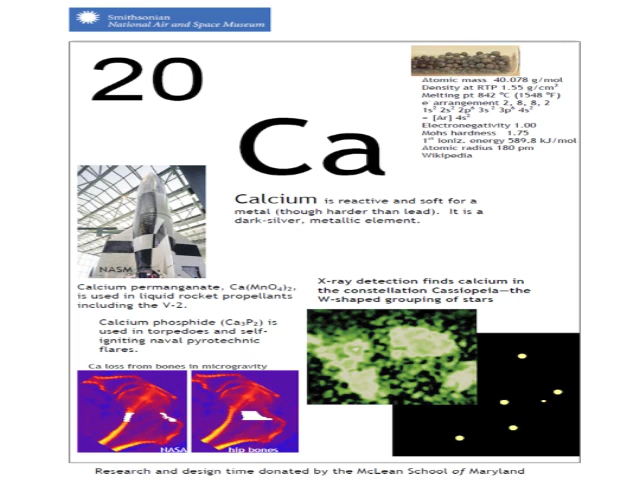 Smithsonian
National Air and Space Museum
20
Ca
Atomic mass 40.078 g/mol
Density at RTP 1.55 g/cm³
Melting pt 842 ºC (1548 ºF)
e⁻ arrangement 2, 8, 8, 2
1s² 2s² 2p⁶ 3s² 3p⁶ 4s²
= [Ar] 4s²
Electronegativity 1.00
Mohs hardness 1.75
1ˢᵗ ioniz. energy 589.8 kJ/mol
Atomic radius 180 pm
Wikipedia
Calcium is reactive and soft for a
metal (though harder than lead). It is a
dark-silver, metallic element.
NASM
Calcium permanganate, Ca(MnO₄)₂,
is used in liquid rocket propellants
including the V-2.
Calcium phosphide (Ca₃P₂) is
used in torpedoes and self-
igniting naval pyrotechnic
flares.
X-ray detection finds calcium in
the constellation Cassiopeia—the
W-shaped grouping of stars
Ca loss from bones in microgravity
NASA
hip bones
Research and design time donated by the McLean School of Maryland